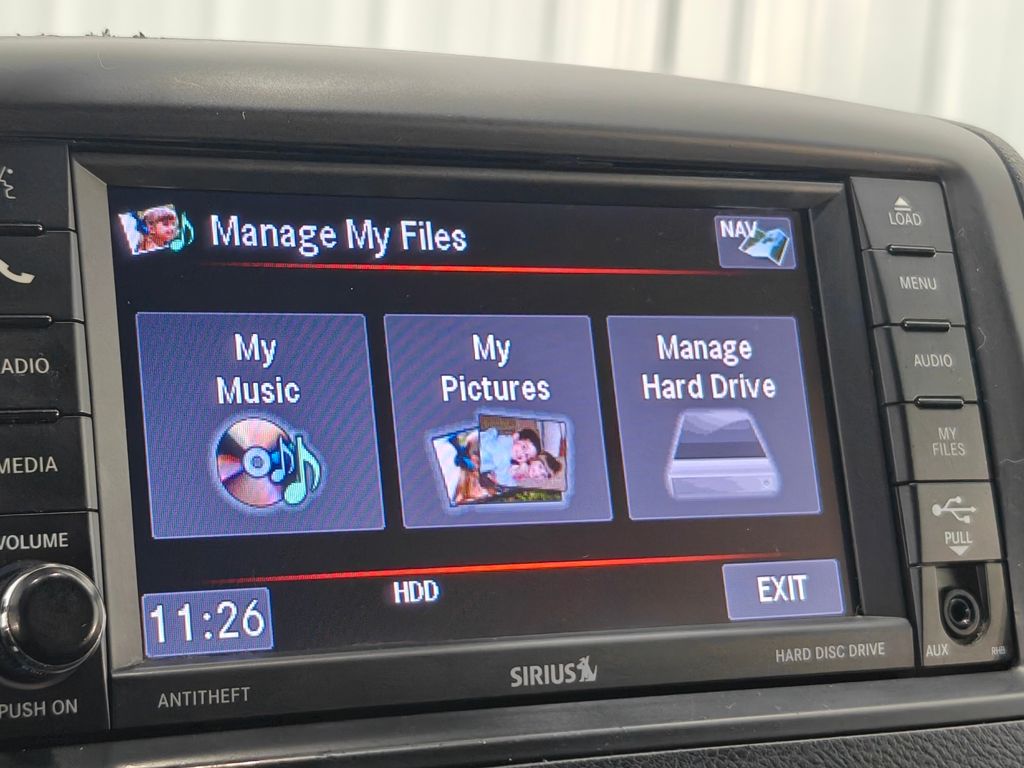 Manage My Files
NAV
My
Music
My
Pictures
Manage
Hard Drive
11:26
HDD
EXIT
ADIO
MEDIA
VOLUME
PUSH ON
LOAD
MENU
AUDIO
MY
FILES
PULL
AUX
RHB
ANTITHEFT
SIRIUS
HARD DISC DRIVE